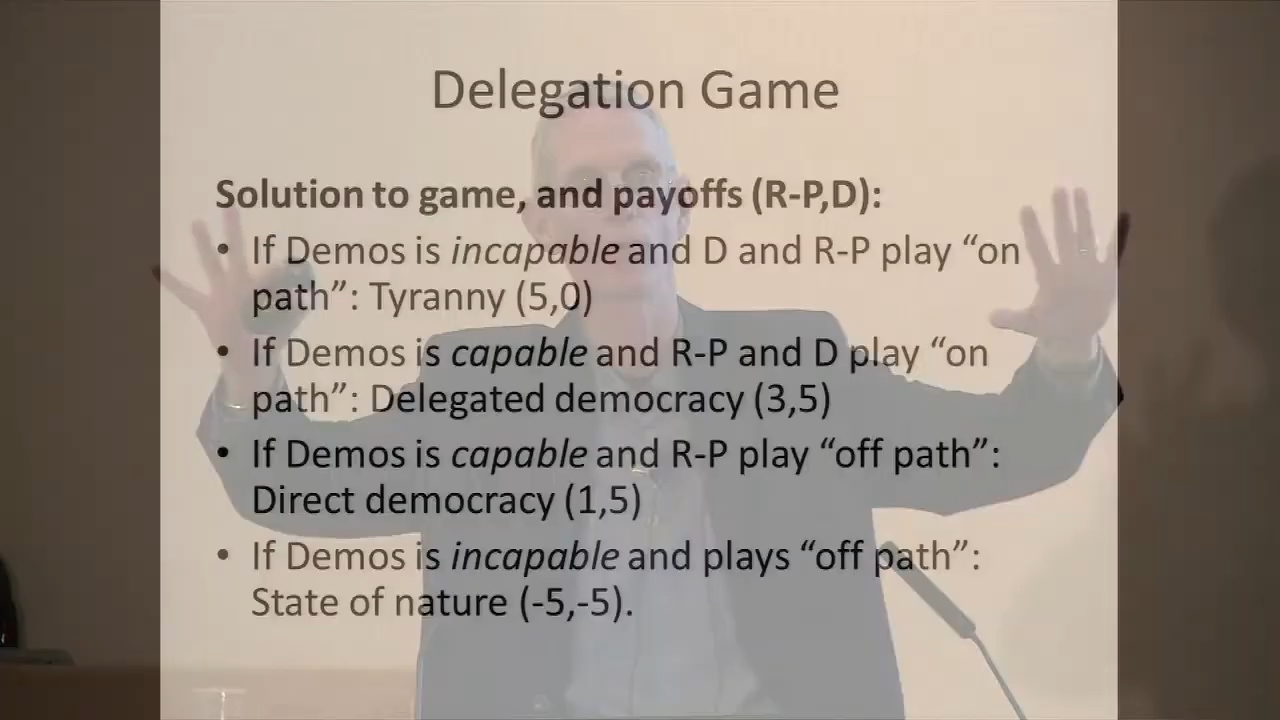 Delegation Game
Solution to game, and payoffs (R-P,D):
• If Demos is incapable and D and R-P play “on
path”: Tyranny (5,0)
• If Demos is capable and R-P and D play “on
path”: Delegated democracy (3,5)
• If Demos is capable and R-P play “off path”:
Direct democracy (1,5)
• If Demos is incapable and plays “off path”:
State of nature (-5,-5).